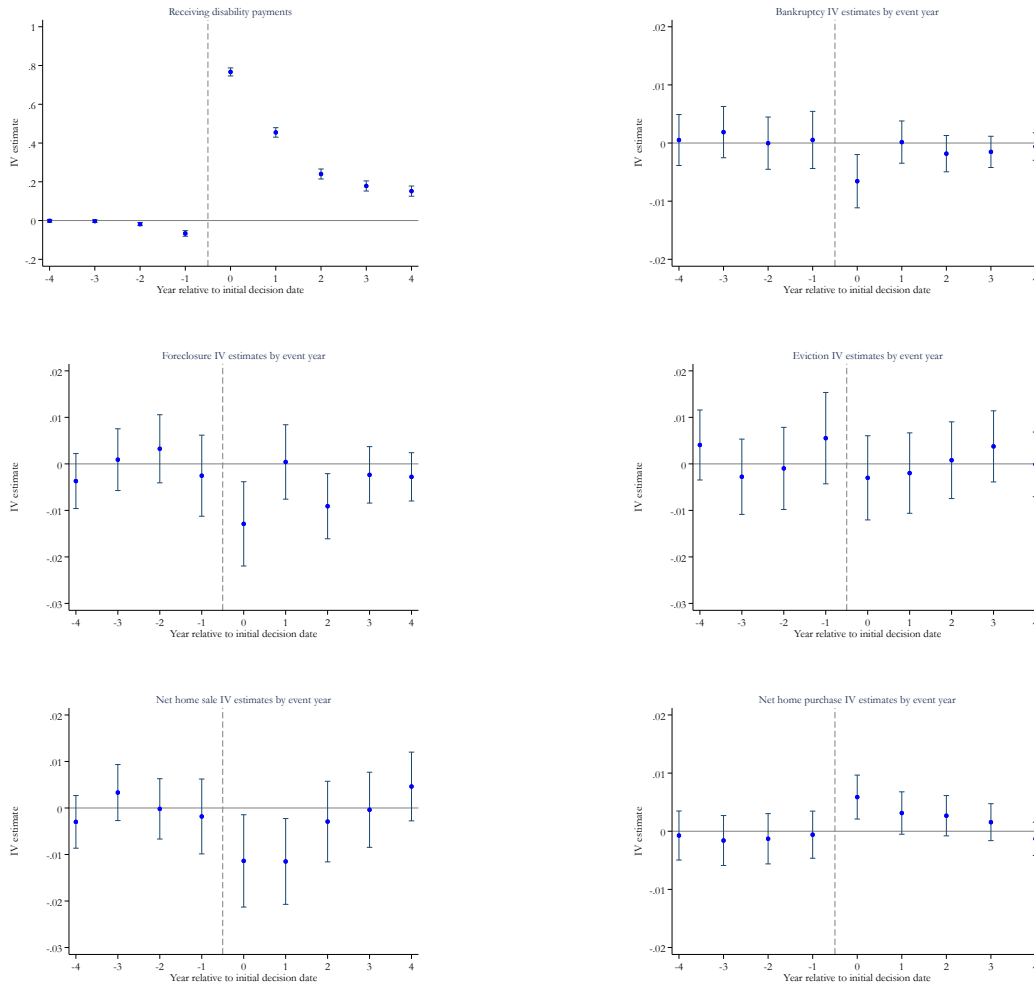 Receiving disability payments
1
.8
.6
.4
.2
0
-.2
IV estimate
-4 -3 -2 -1 0 1 2 3 4
Year relative to initial decision date
Bankruptcy IV estimates by event year
.02
.01
0
-.01
-.02
IV estimate
-4 -3 -2 -1 0 1 2 3
Year relative to initial decision date
Foreclosure IV estimates by event year
.02
.01
0
-.01
-.02
-.03
IV estimate
-4 -3 -2 -1 0 1 2 3 4
Year relative to initial decision date
Eviction IV estimates by event year
.02
.01
0
-.01
-.02
-.03
IV estimate
-4 -3 -2 -1 0 1 2 3
Year relative to initial decision date
Net home sale IV estimates by event year
.02
.01
0
-.01
-.02
-.03
IV estimate
-4 -3 -2 -1 0 1 2 3 4
Year relative to initial decision date
Net home purchase IV estimates by event year
.02
.01
0
-.01
-.02
IV estimate
-4 -3 -2 -1 0 1 2 3
Year relative to initial decision date